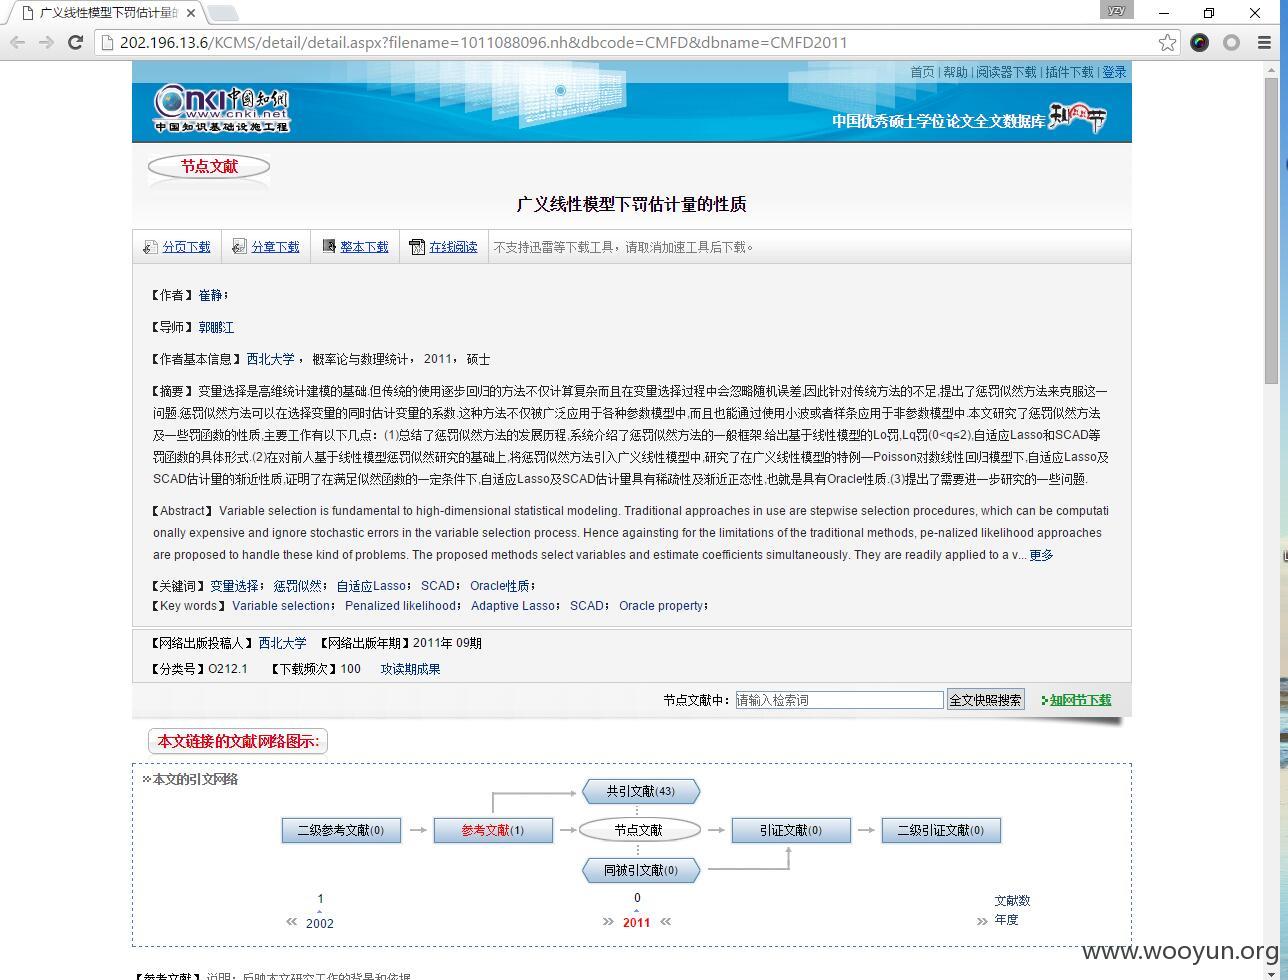 广义线性模型下罚估计量的
yzy
202.196.13.6/KCMS/detail/detail.aspx?filename=1011088096.nh&dbcode=CMFD&dbname=CMFD2011
首页 | 帮助 | 阅读器下载 | 插件下载 | 登录
cnki 中国知网
www.cnki.net
中国知识基础设施工程
中国优秀硕士学位论文全文数据库 知网节
节点文献
广义线性模型下罚估计量的性质
分页下载 分章下载 整本下载 在线阅读 不支持迅雷等下载工具，请取消加速工具后下载。
【作者】 崔静；
【导师】 郭鹏江
【作者基本信息】 西北大学 ， 概率论与数理统计， 2011， 硕士
【摘要】 变量选择是高维统计建模的基础.但传统的使用逐步回归的方法不仅计算复杂而且在变量选择过程中会忽略随机误差,因此针对传统方法的不足,提出了惩罚似然方法来克服这一
问题.惩罚似然方法可以在选择变量的同时估计变量的系数.这种方法不仅被广泛应用于各种参数模型中,而且也能通过使用小波或者样条应用于非参数模型中.本文研究了惩罚似然方法
及一些罚函数的性质,主要工作有以下几点：(1)总结了惩罚似然方法的发展历程,系统介绍了惩罚似然方法的一般框架.给出基于线性模型的Lo罚,Lq罚(0<q≤2),自适应Lasso和SCAD等
罚函数的具体形式.(2)在对前人基于线性模型惩罚似然研究的基础上,将惩罚似然方法引入广义线性模型中,研究了在广义线性模型的特例—Poisson对数线性回归模型下,自适应Lasso及
SCAD估计量的渐近性质,证明了在满足似然函数的一定条件下,自适应Lasso及SCAD估计量具有稀疏性及渐近正态性,也就是具有Oracle性质.(3)提出了需要进一步研究的一些问题.
【Abstract】 Variable selection is fundamental to high-dimensional statistical modeling. Traditional approaches in use are stepwise selection procedures, which can be computati
onally expensive and ignore stochastic errors in the variable selection process. Hence againsting for the limitations of the traditional methods, pe-nalized likelihood approaches
are proposed to handle these kind of problems. The proposed methods select variables and estimate coefficients simultaneously. They are readily applied to a v... 更多
【关键词】 变量选择； 惩罚似然； 自适应Lasso； SCAD； Oracle性质；
【Key words】 Variable selection； Penalized likelihood； Adaptive Lasso； SCAD； Oracle property；
【网络出版投稿人】 西北大学 【网络出版年期】2011年 09期
【分类号】O212.1 【下载频次】100 攻读期成果
节点文献中： 请输入检索词 全文快照搜索 知网节下载
本文链接的文献网络图示:
本文的引文网络
共引文献(43)
二级参考文献(0) 参考文献(1) 节点文献 引证文献(0) 二级引证文献(0)
同被引文献(0)
1 0 文献数
2002 2011 年度
www.wooyun.org
【参考文献】 说明：反映本文研究工作的背景和依据